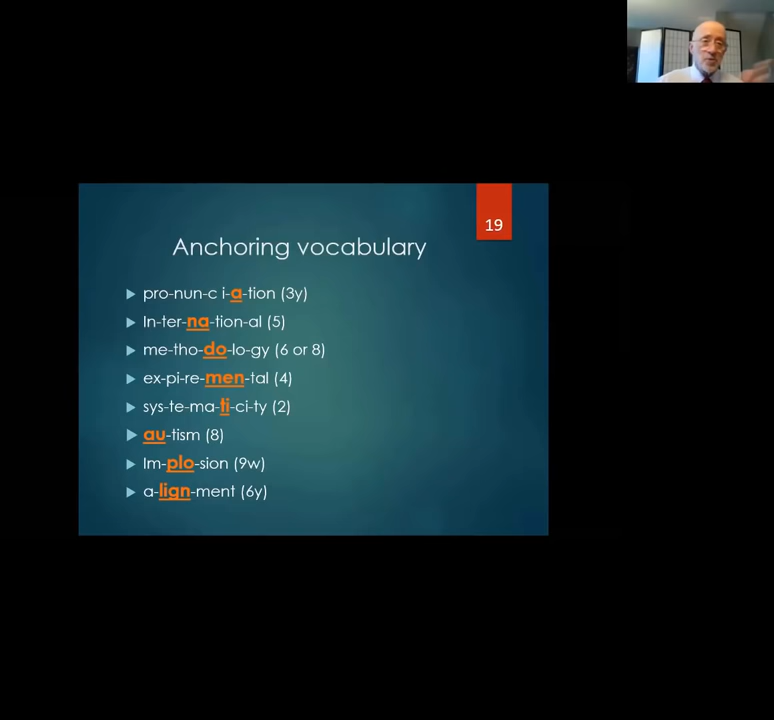 19
Anchoring vocabulary
pro-nun-c i-a-tion (3y)
In-ter-na-tion-al (5)
me-tho-do-lo-gy (6 or 8)
ex-pi-re-men-tal (4)
sys-te-ma-ti-ci-ty (2)
au-tism (8)
Im-plo-sion (9w)
a-lign-ment (6y)